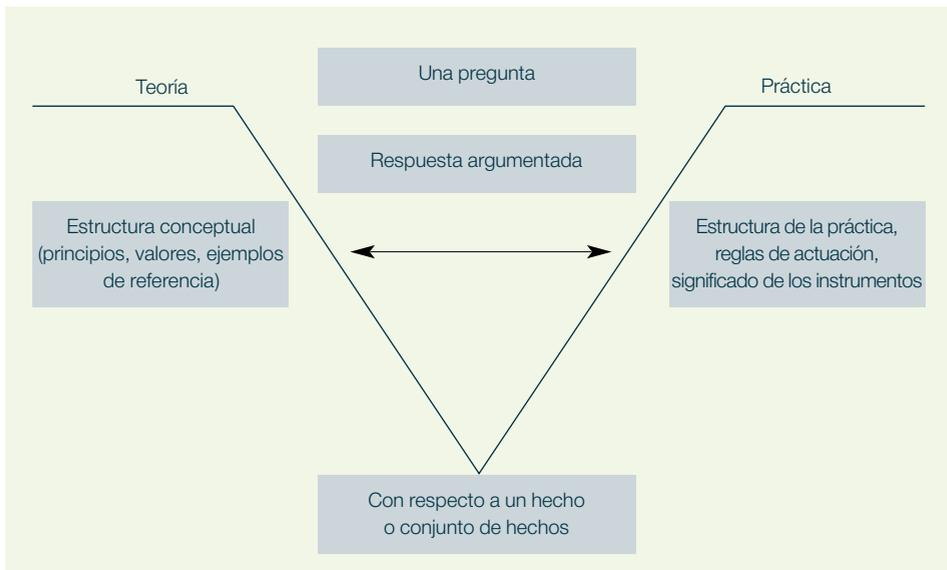 Una pregunta
Teoría
Práctica
Respuesta argumentada
Estructura conceptual
(principios, valores, ejemplos
de referencia)
Estructura de la práctica,
reglas de actuación,
significado de los instrumentos
Con respecto a un hecho
o conjunto de hechos